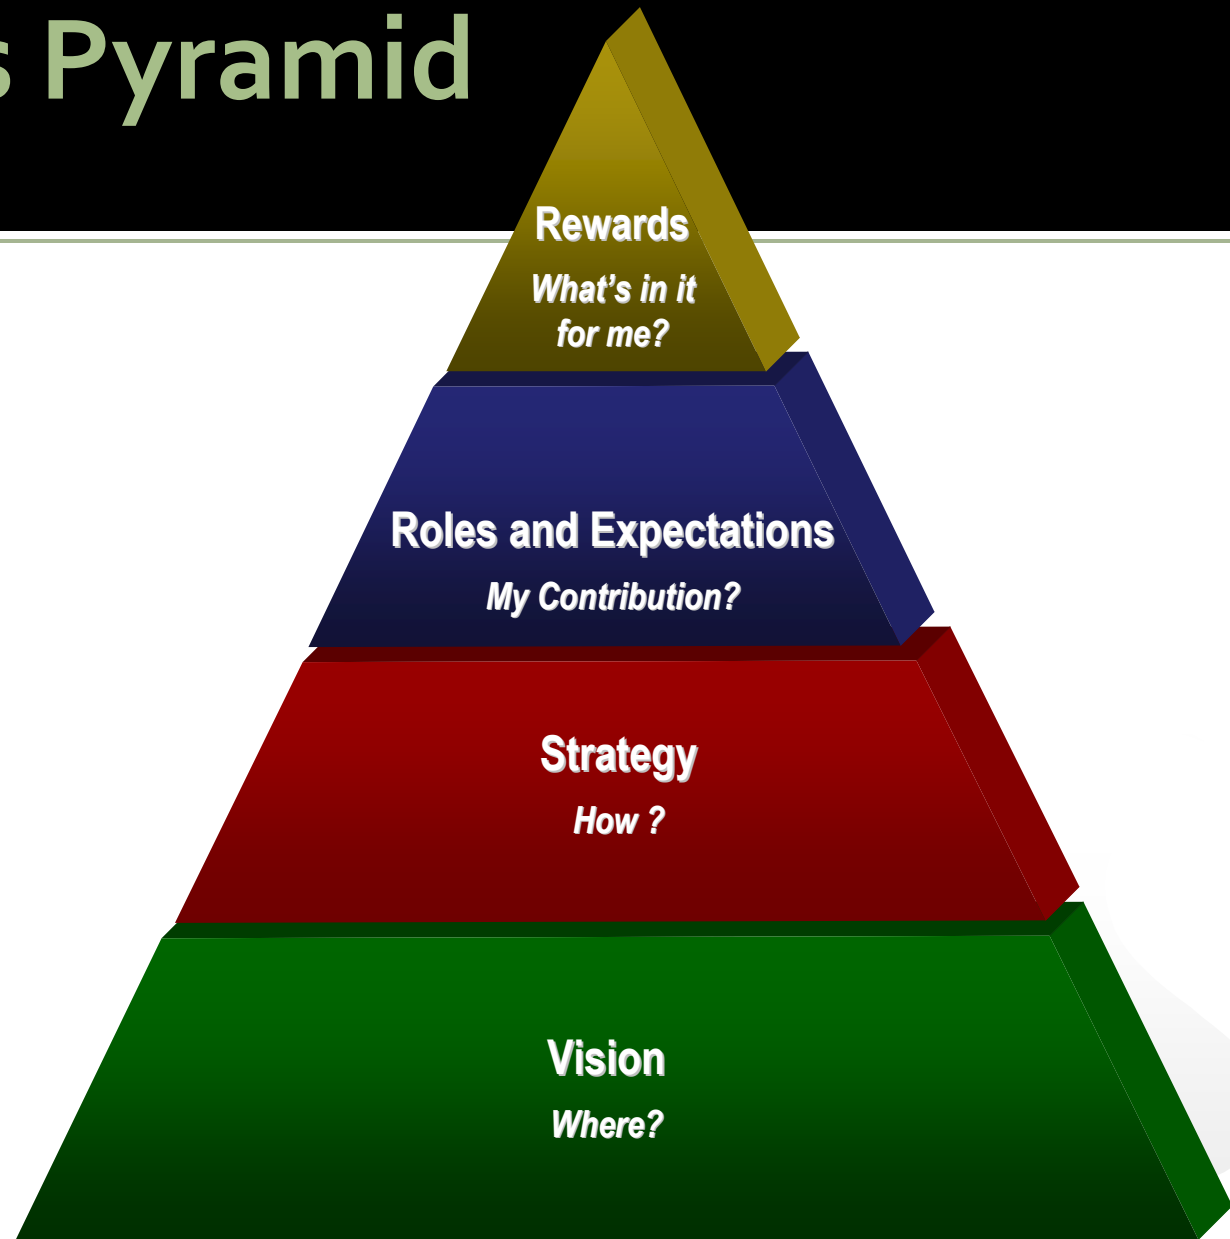 s Pyramid
Rewards
What's in it
for me?
Roles and Expectations
My Contribution?
Strategy
How ?
Vision
Where?